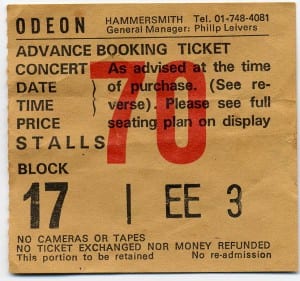 ODEON HAMMERSMITH Tel. 01-748-4081
General Manager: Philip Leivers
ADVANCE BOOKING TICKET
CONCERT As advised at the time
DATE of purchase. (See re-
TIME verse). Please see full
PRICE seating plan on display
STALLS
70
BLOCK
17 | EE 3
NO CAMERAS OR TAPES
NO TICKET EXCHANGED NOR MONEY REFUNDED
This portion to be retained No re-admission